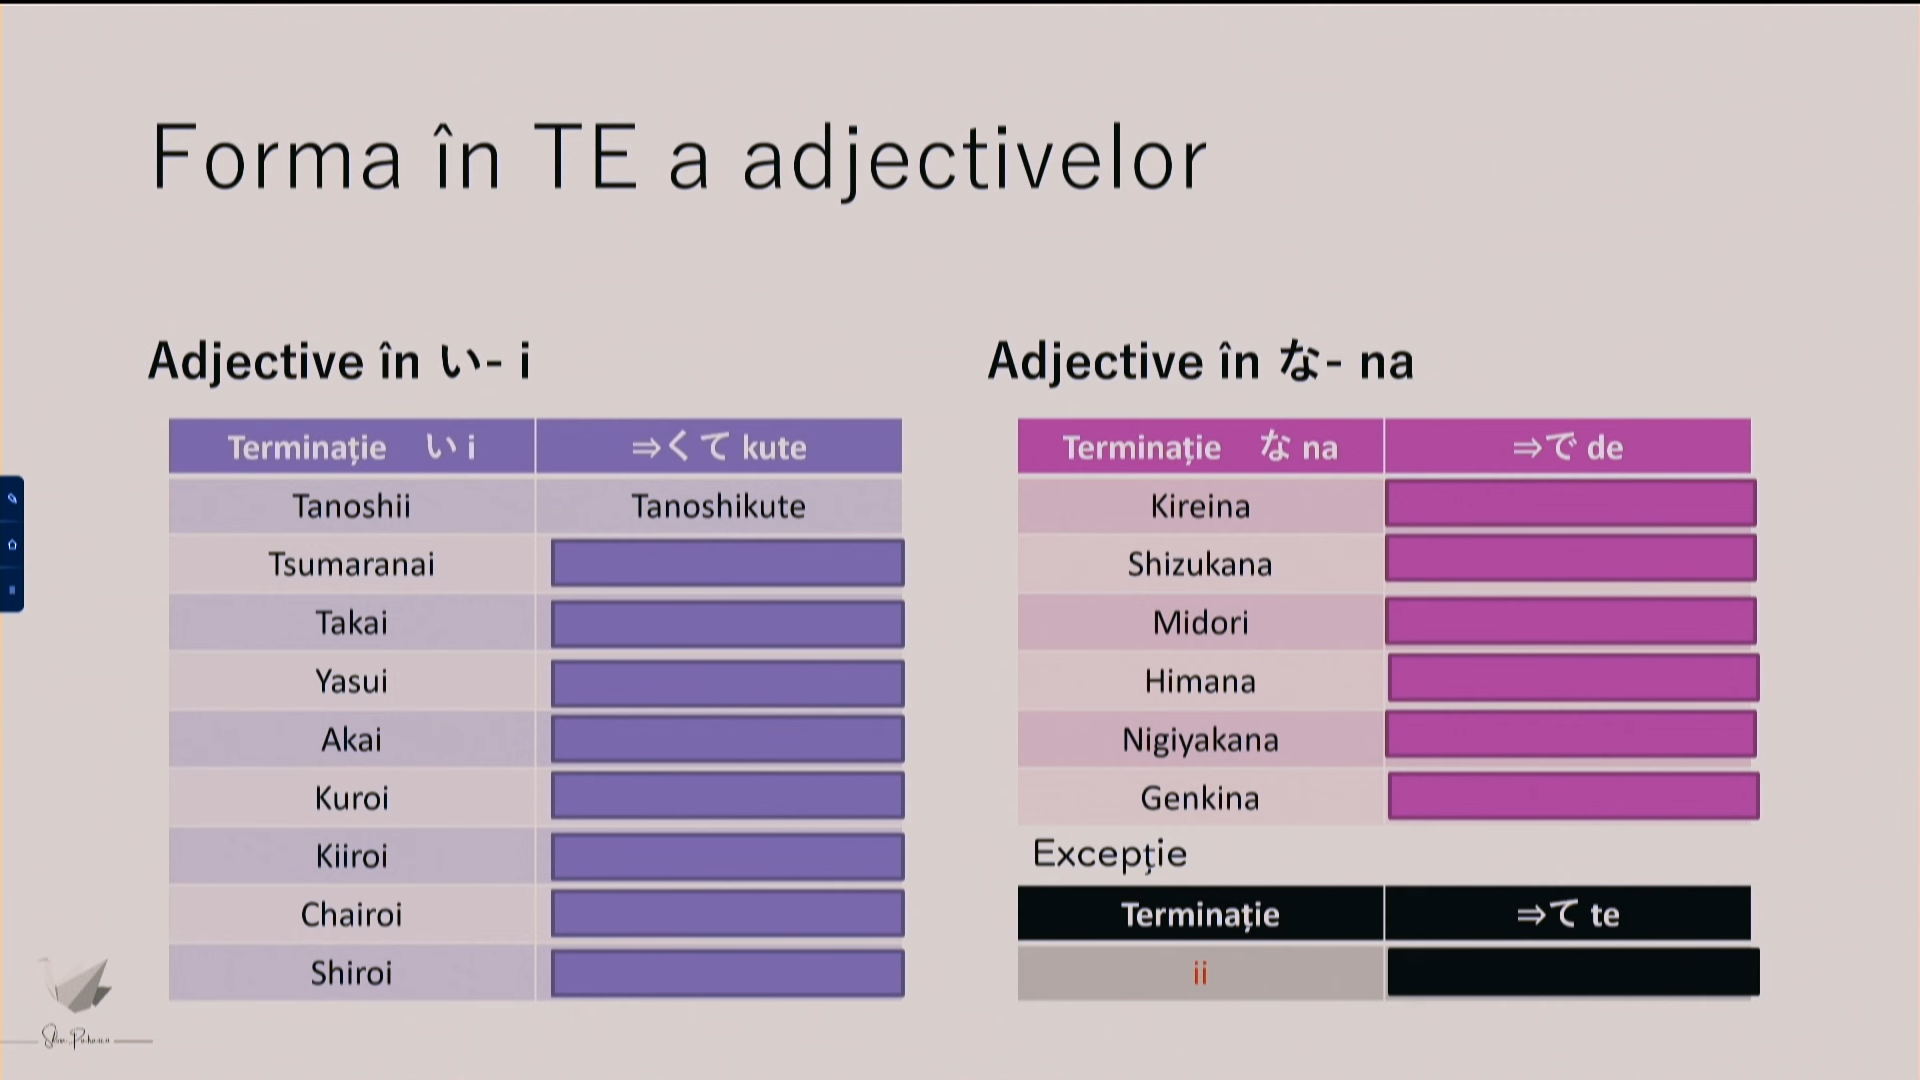 Forma în TE a adjectivelor
Adjective în い- i
Terminație い i ⇒くて kute
Tanoshii Tanoshikute
Tsumaranai
Takai
Yasui
Akai
Kuroi
Kiiroi
Chairoi
Shiroi
Adjective în な- na
Terminație な na ⇒で de
Kireina
Shizukana
Midori
Himana
Nigiyakana
Genkina
Excepție
Terminație ⇒て te
ii